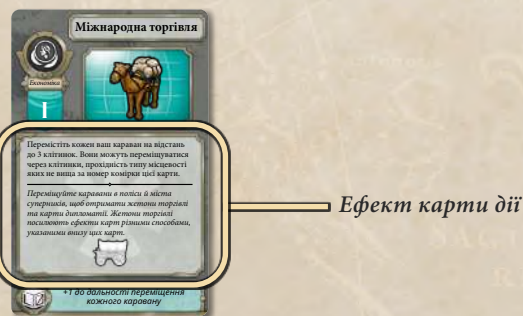 Міжнародна торгівля
Економіка
I
Перемістіть кожен ваш караван на відстань
до 3 клітинок. Вони можуть переміщуватися
через клітинки, прохідність типу місцевості
яких не вища за номер комірки цієї карти.
Переміщуйте каравани в поліси й міста
суперників, щоб отримати жетони торгівлі
та карти дипломатії. Жетони торгівлі
посилюють ефекти карт різними способами,
указаними внизу цих карт.
Ефект карти дії
+1 до дальності переміщення
кожного каравану